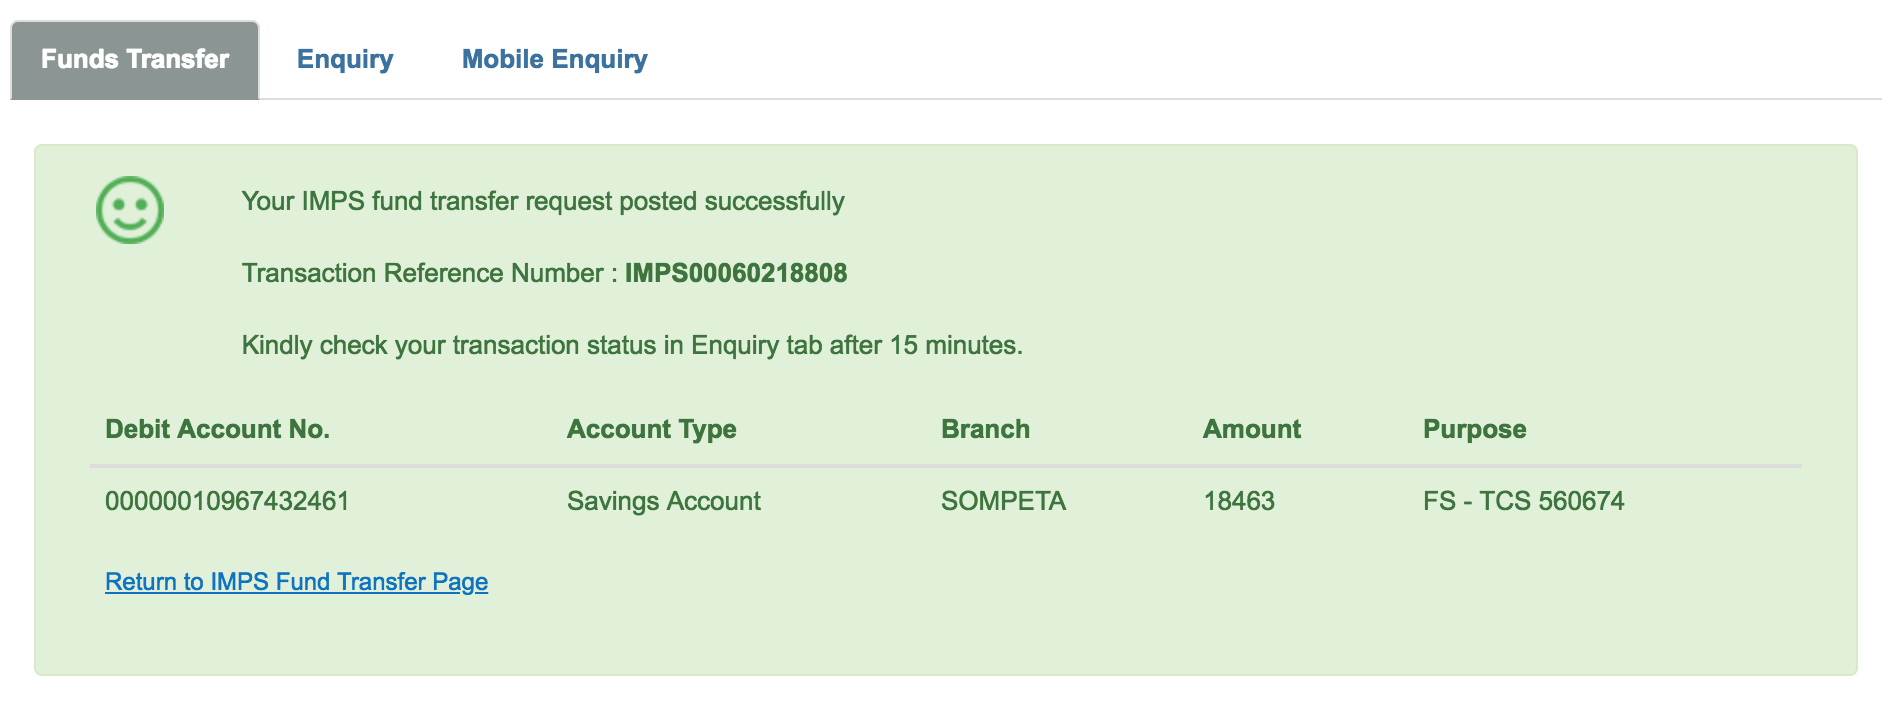 Funds Transfer Enquiry Mobile Enquiry
Your IMPS fund transfer request posted successfully
Transaction Reference Number : IMPS00060218808
Kindly check your transaction status in Enquiry tab after 15 minutes.
Debit Account No. Account Type Branch Amount Purpose
00000010967432461 Savings Account SOMPETA 18463 FS - TCS 560674
Return to IMPS Fund Transfer Page